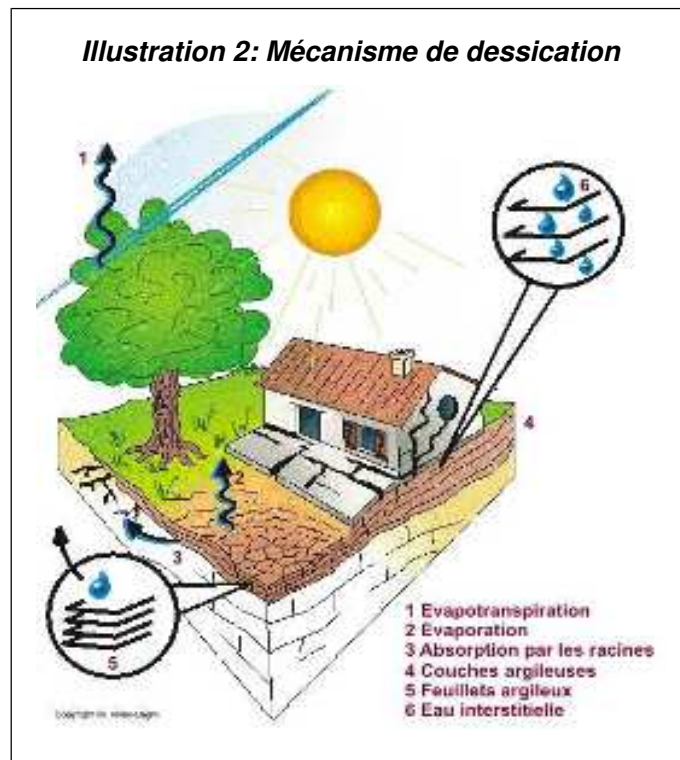 Illustration 2: Mécanisme de dessication
1
6
4
2
3
5
1 Evapotranspiration
2 Evaporation
3 Absorption par les racines
4 Couches argileuses
5 Feuillets argileux
6 Eau interstitielle
Copyright